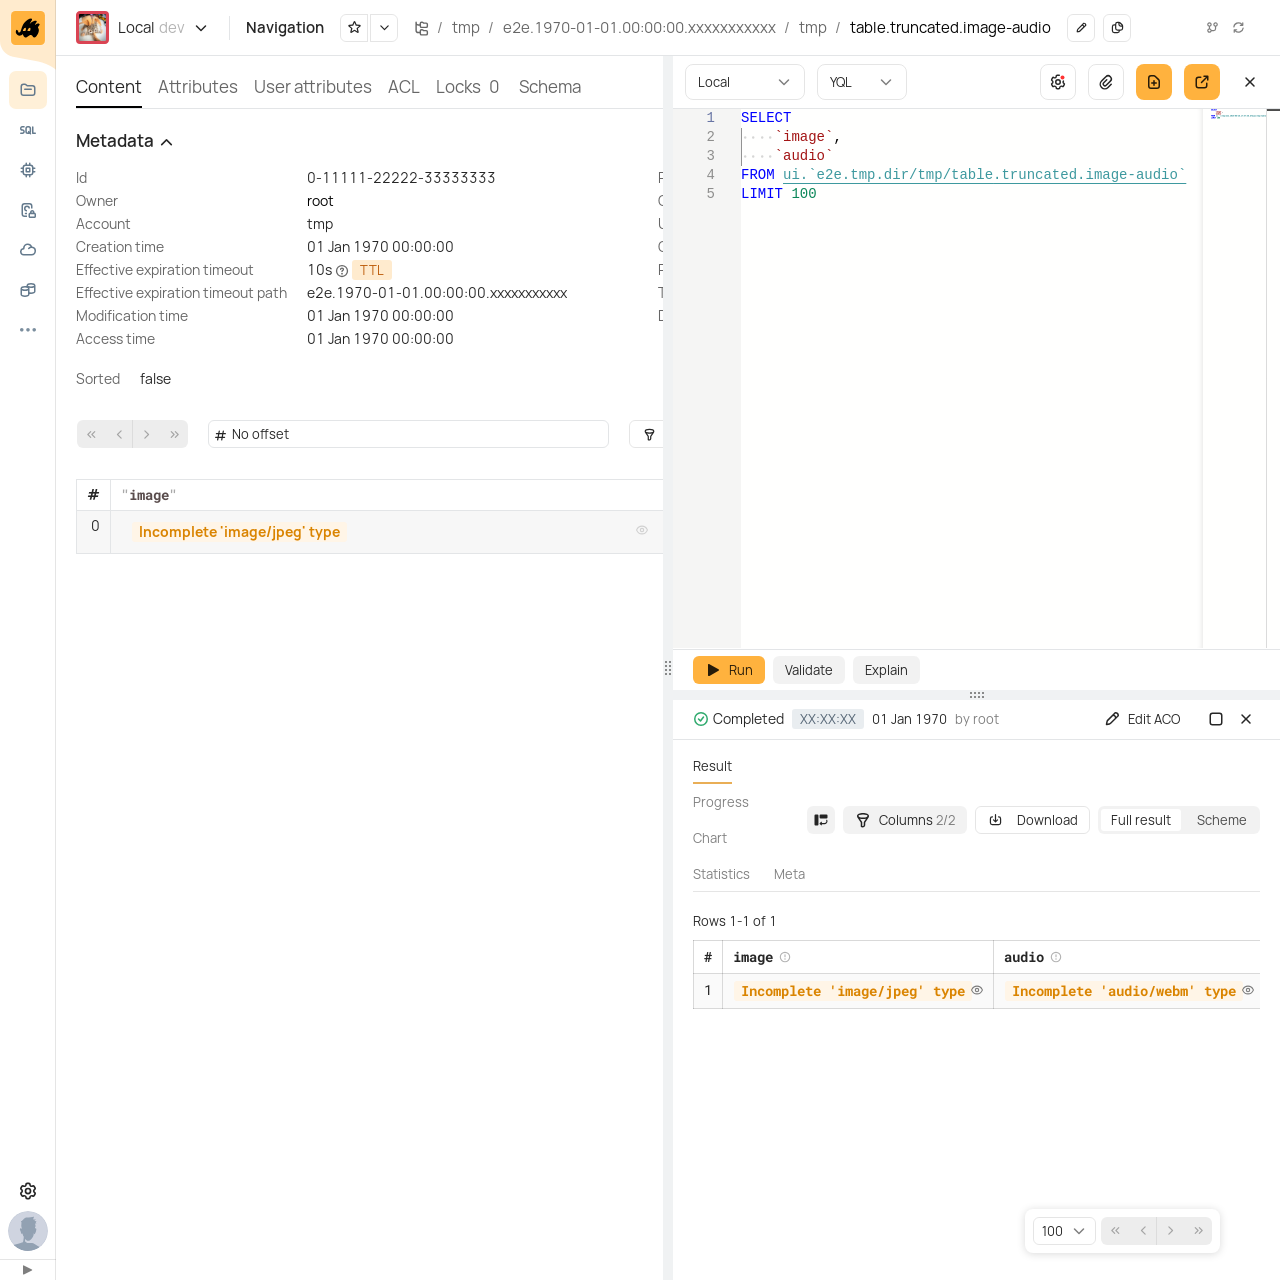 Local dev
Navigation
/ tmp / e2e.1970-01-01.00:00:00.xxxxxxxxxxx / tmp / table.truncated.image-audio
SQL
Content Attributes User attributes ACL Locks 0 Schema
Metadata
Id 0-11111-22222-33333333
Owner root
Account tmp
Creation time 01 Jan 1970 00:00:00
Effective expiration timeout 10s TTL
Effective expiration timeout path e2e.1970-01-01.00:00:00.xxxxxxxxxxx
Modification time 01 Jan 1970 00:00:00
Access time 01 Jan 1970 00:00:00
Sorted false
# No offset
# "image"
0 Incomplete 'image/jpeg' type
Local YQL
1 SELECT
2 ····`image`,
3 ····`audio`
4 FROM ui.`e2e.tmp.dir/tmp/table.truncated.image-audio`
5 LIMIT 100
Run Validate Explain
Completed XX:XX:XX 01 Jan 1970 by root Edit ACO
Result
Progress
Chart
Statistics Meta
Columns 2/2 Download Full result Scheme
Rows 1-1 of 1
# image audio
1 Incomplete 'image/jpeg' type Incomplete 'audio/webm' type
100